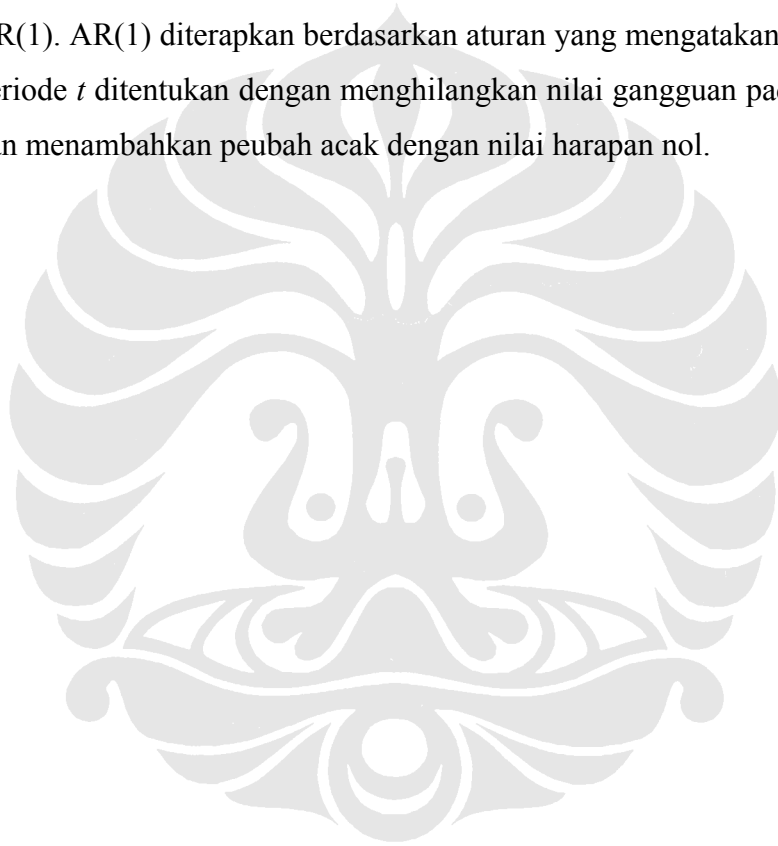 R(1). AR(1) diterapkan berdasarkan aturan yang mengatakan
eriode t ditentukan dengan menghilangkan nilai gangguan pa
n menambahkan peubah acak dengan nilai harapan nol.